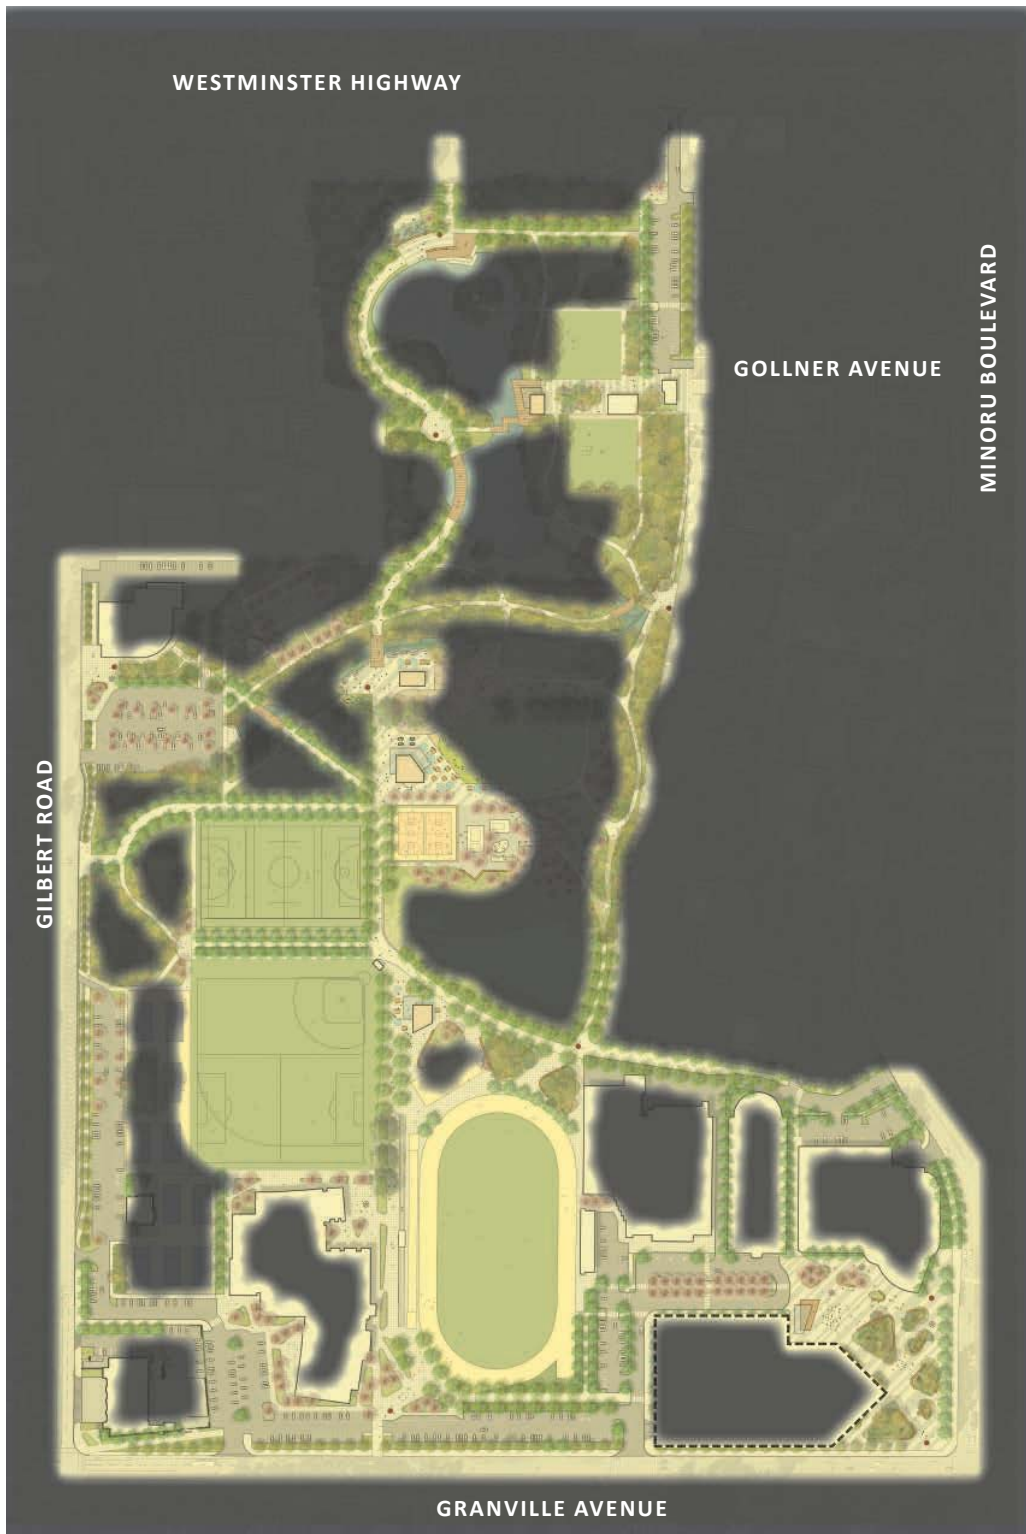 WESTMINSTER HIGHWAY
GOLLNER AVENUE
MINORU BOULEVARD
GILBERT ROAD
GRANVILLE AVENUE